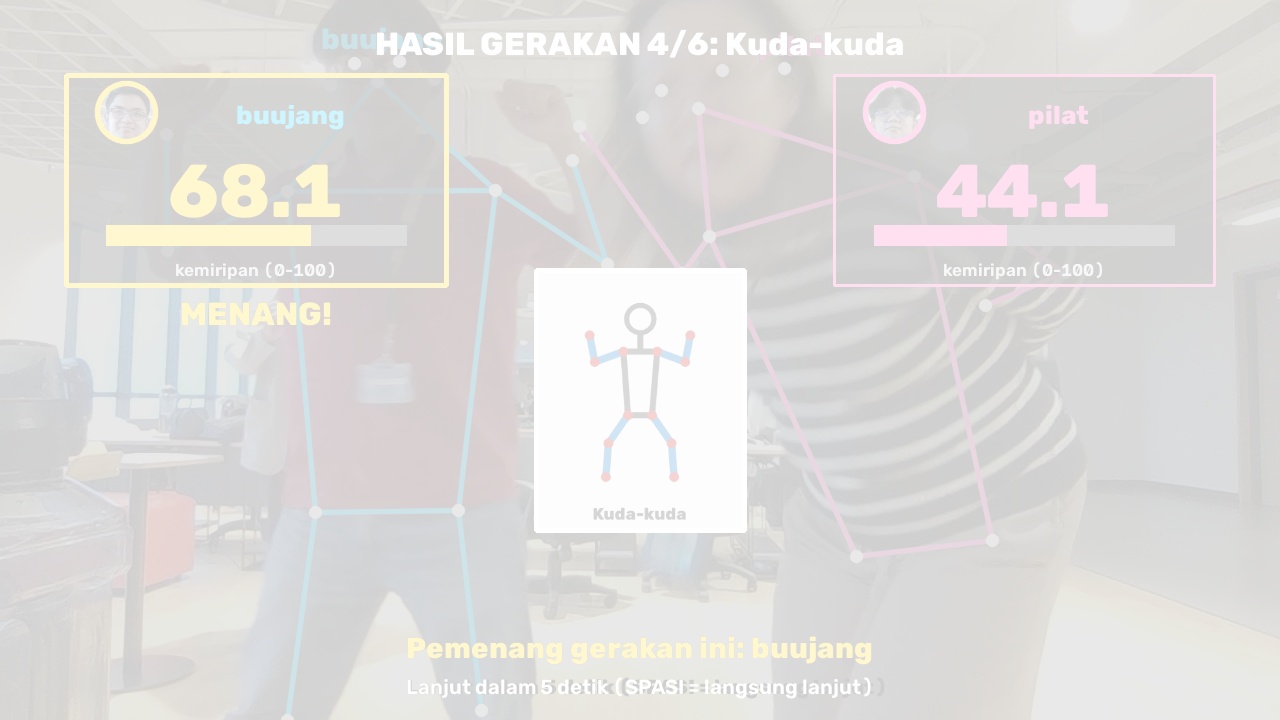 buujang
HASIL GERAKAN 4/6: Kuda-kuda
buujang
68.1
kemiripan (0-100)
MENANG!
pilat
44.1
kemiripan (0-100)
Kuda-kuda
Pemenang gerakan ini: buujang
Lanjut dalam 5 detik (SPASI = langsung lanjut)